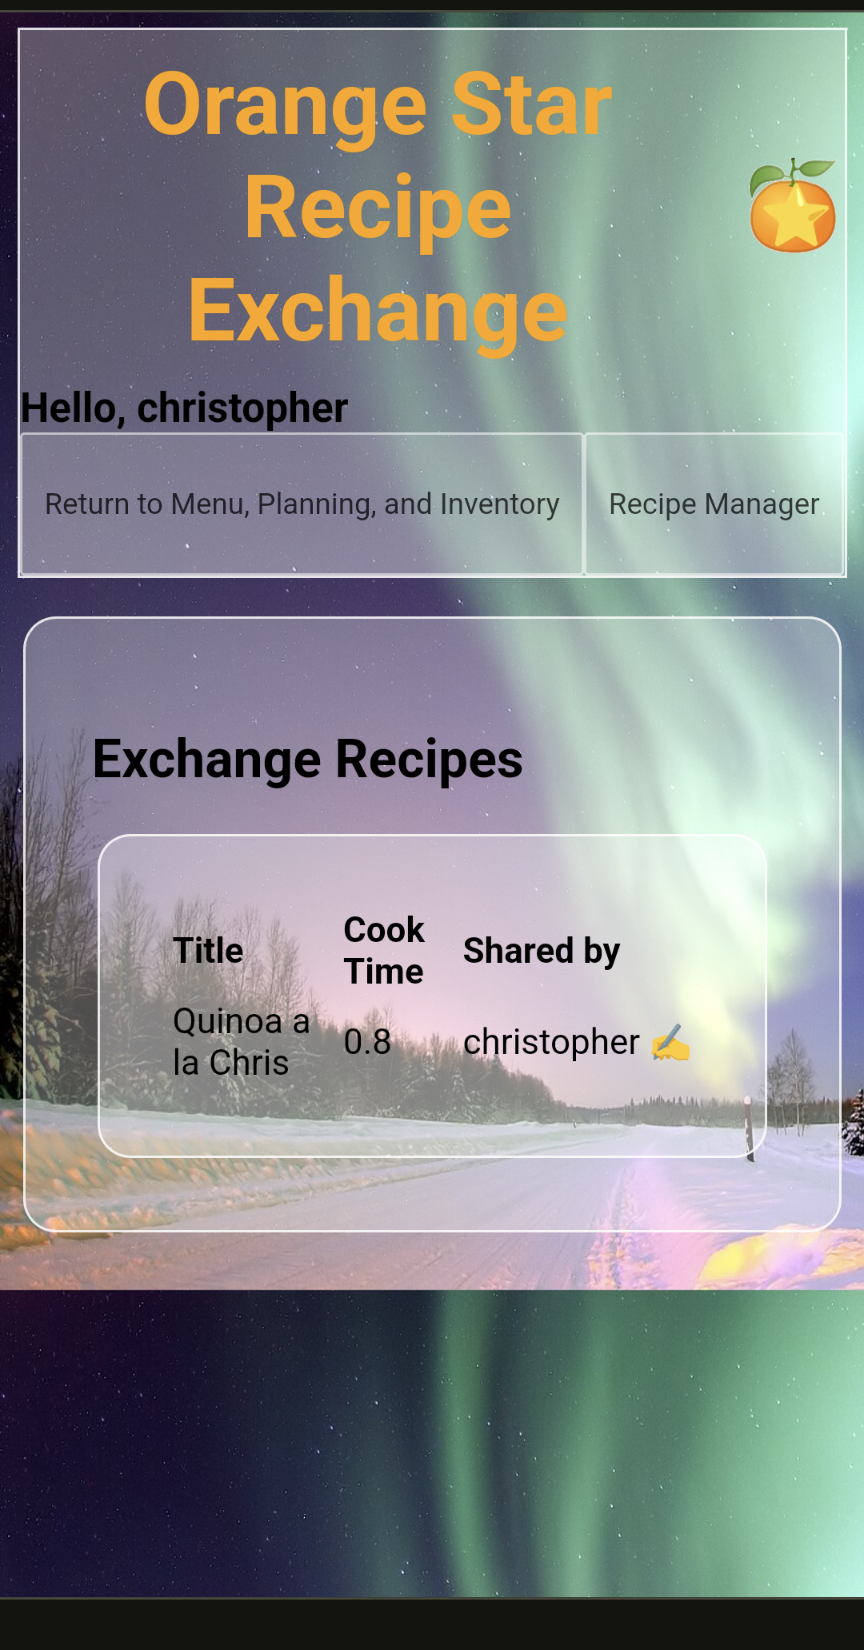 Orange Star
Recipe
Exchange
Hello, christopher
Return to Menu, Planning, and Inventory
Recipe Manager
Exchange Recipes
Title
Cook
Time
Shared by
Quinoa a
la Chris
0.8
christopher ✍️